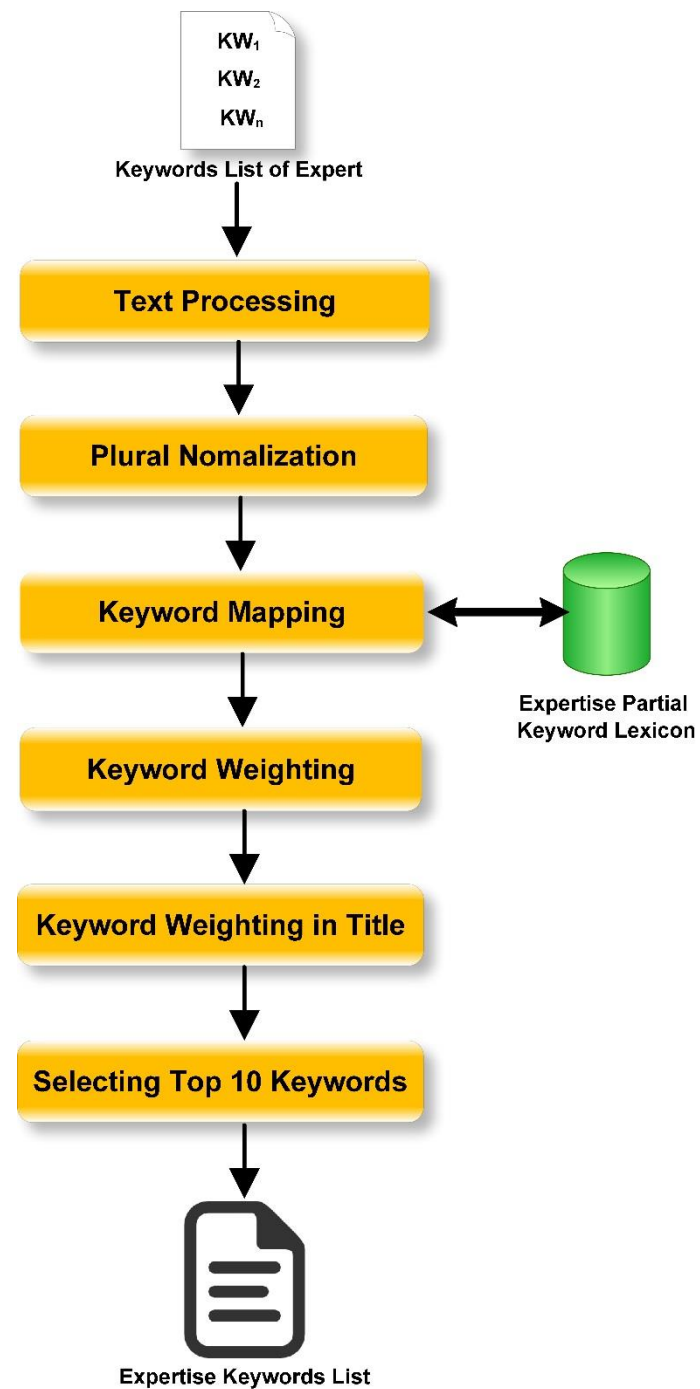 KW₁
KW₂
KWₙ
Keywords List of Expert
Text Processing
Plural Nomalization
Keyword Mapping
Expertise Partial
Keyword Lexicon
Keyword Weighting
Keyword Weighting in Title
Selecting Top 10 Keywords
Expertise Keywords List